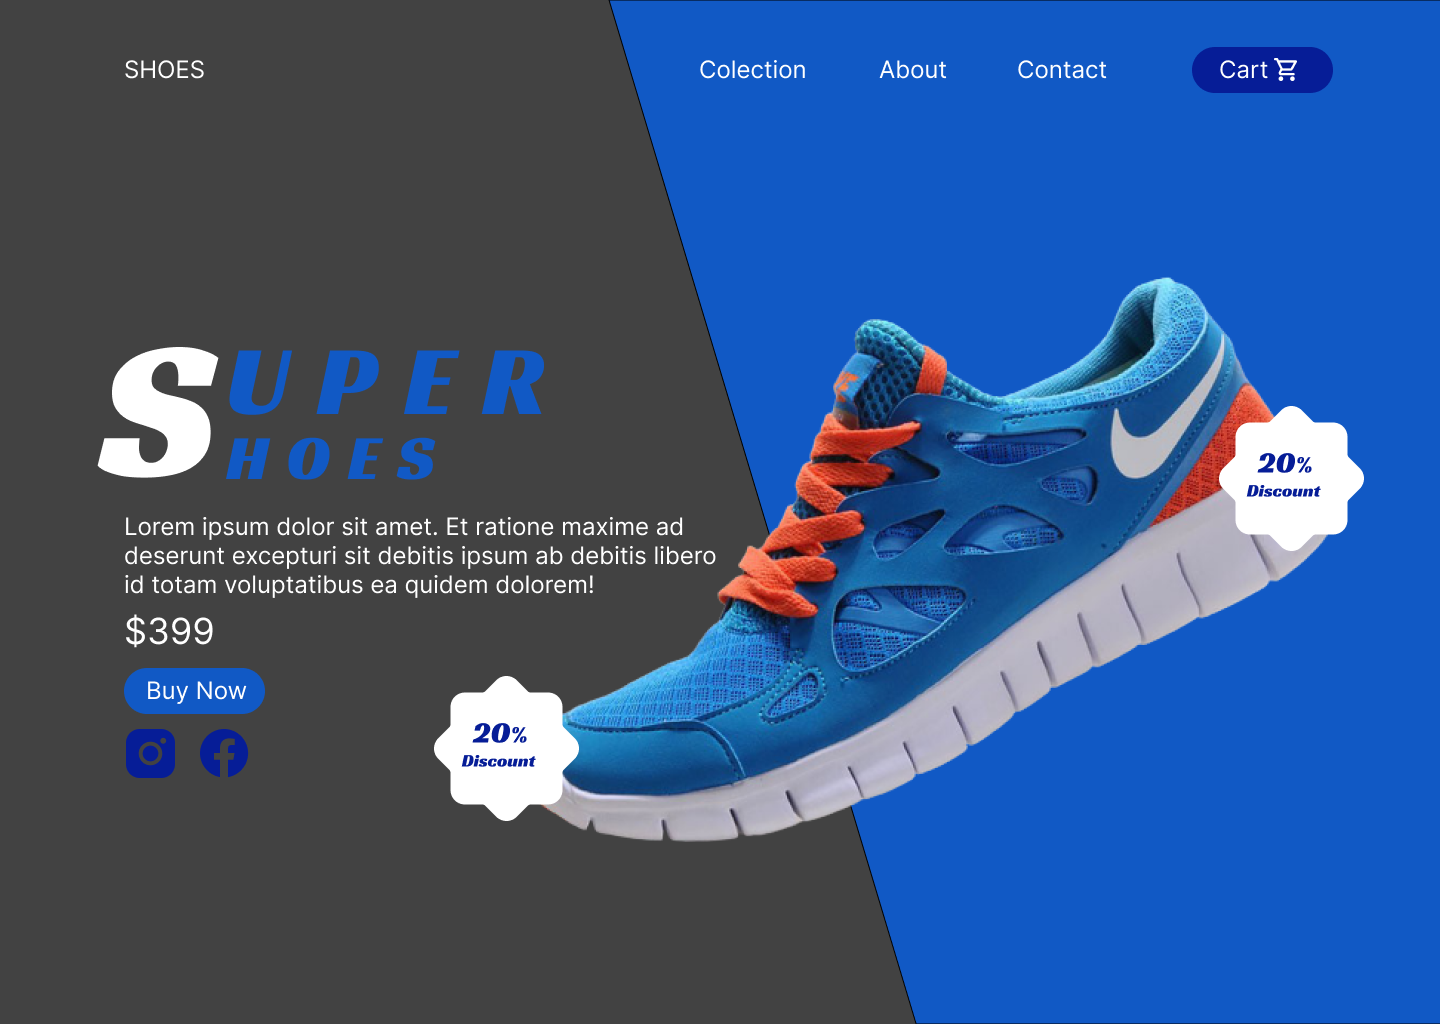 SHOES
Colection
About
Contact
Cart
SUPER
HOES
Lorem ipsum dolor sit amet. Et ratione maxime ad
deserunt excepturi sit debitis ipsum ab debitis libero
id totam voluptatibus ea quidem dolorem!
$399
Buy Now
20%
Discount
20%
Discount